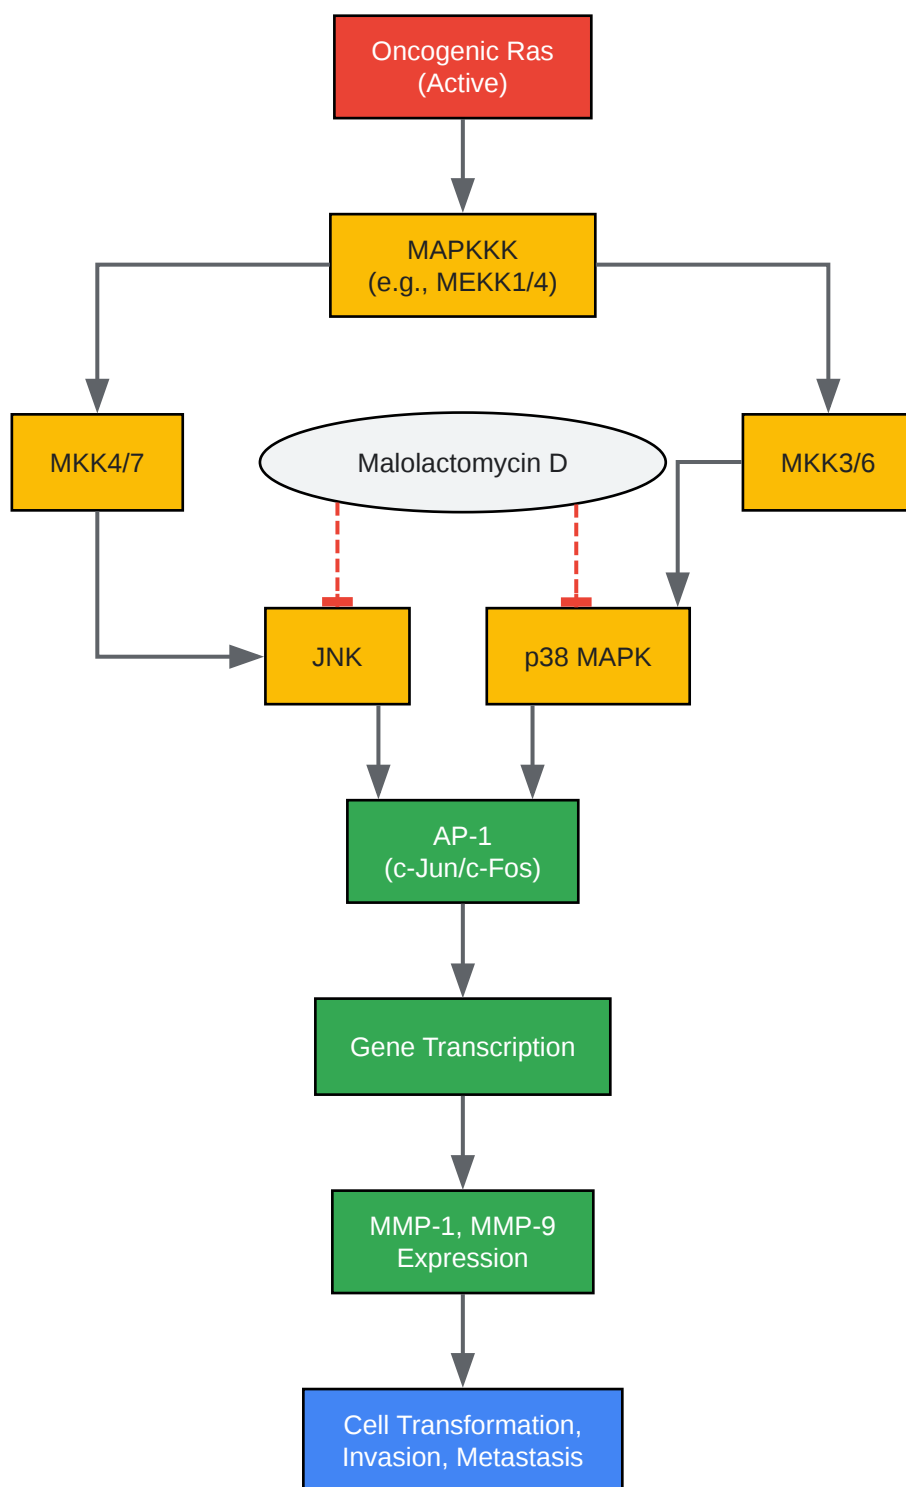 Oncogenic Ras
(Active)
MAPKKK
(e.g., MEKK1/4)
MKK4/7
Malolactomycin D
MKK3/6
JNK
p38 MAPK
AP-1
(c-Jun/c-Fos)
Gene Transcription
MMP-1, MMP-9
Expression
Cell Transformation,
Invasion, Metastasis